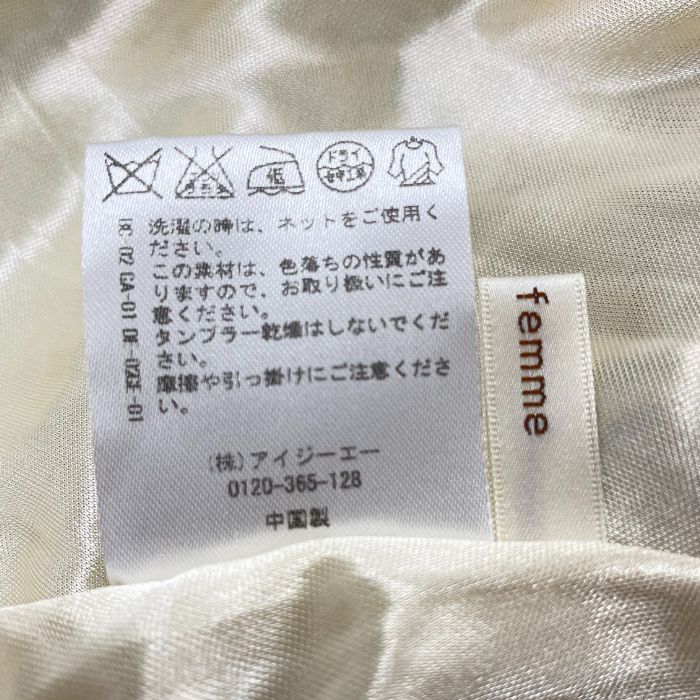 低
ドライ
洗濯の時は、ネットをご使用く
ださい。
この素材は、色落ちの性質があ
りますので、お取り扱いにご注
意ください。
タンブラー乾燥はしないでくだ
さい。
摩擦や引っ掛けにご注意くださ
い。
(株)アイジーエー
0120-365-128
中国製
femme